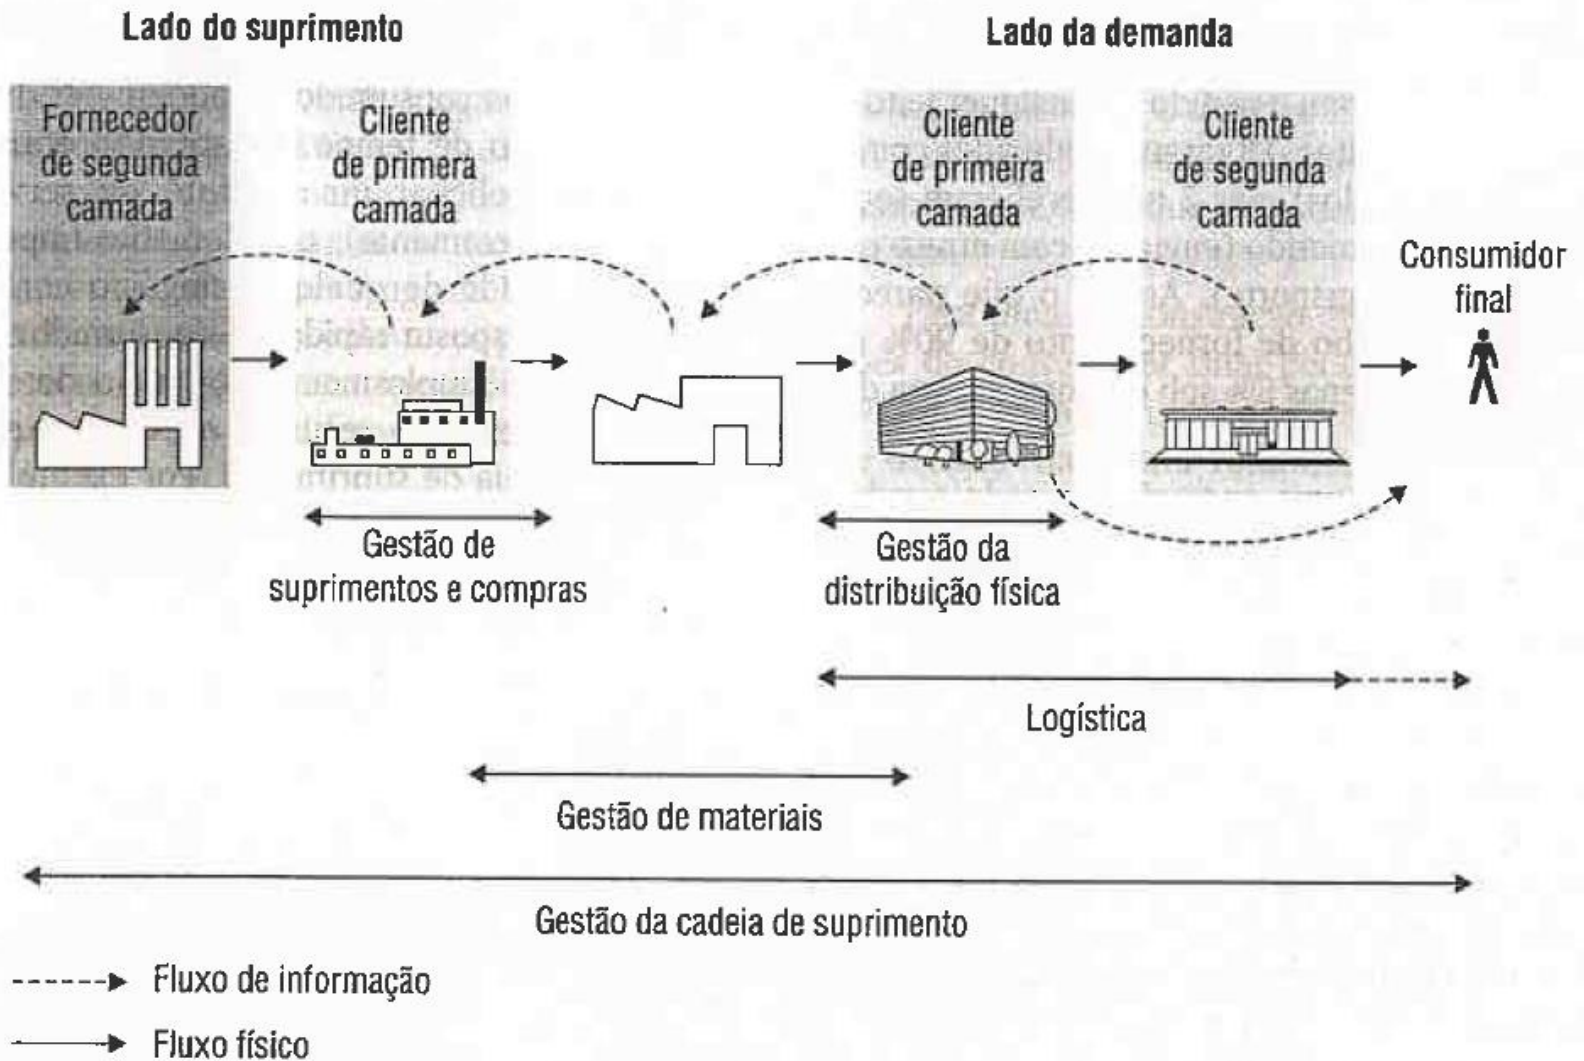 Lado do suprimento
Lado da demanda
Fornecedor
de segunda
camada
Cliente
de primera
camada
Cliente
de primeira
camada
Cliente
de segunda
camada
Consumidor
final
Gestão de
suprimentos e compras
Gestão da
distribuição física
Logística
Gestão de materiais
Gestão da cadeia de suprimento
Fluxo de informação
Fluxo físico